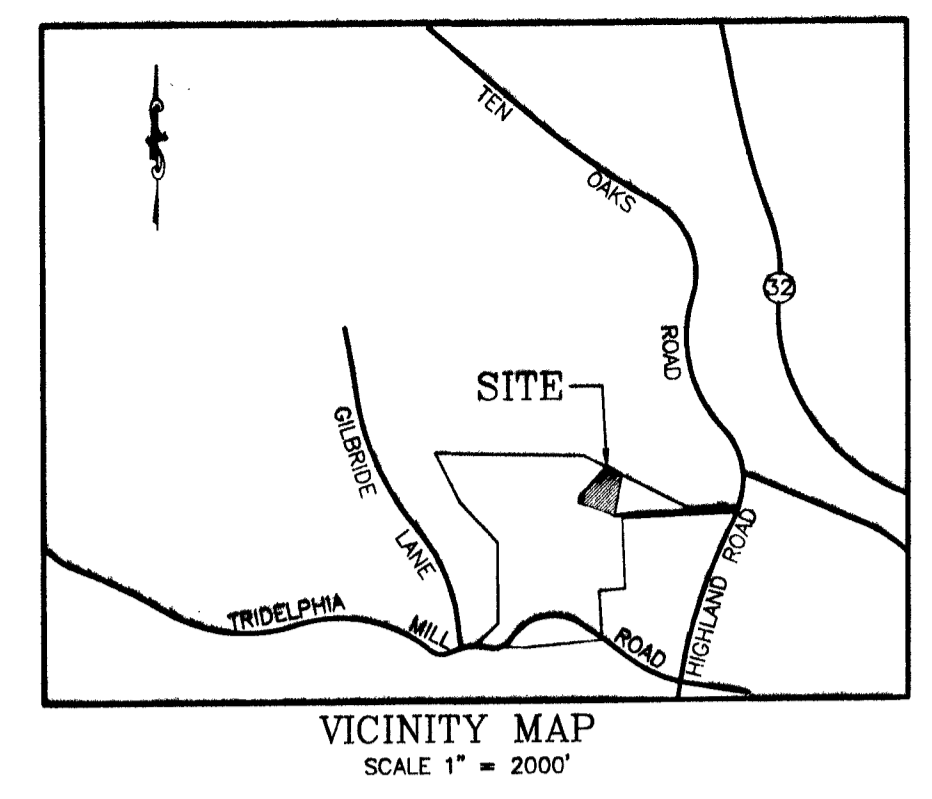 TEN
OAKS
ROAD
32
SITE
GILBRIDE
LANE
TRIDELPHIA
MILL
ROAD
HIGHLAND ROAD
VICINITY MAP
SCALE 1" = 2000'